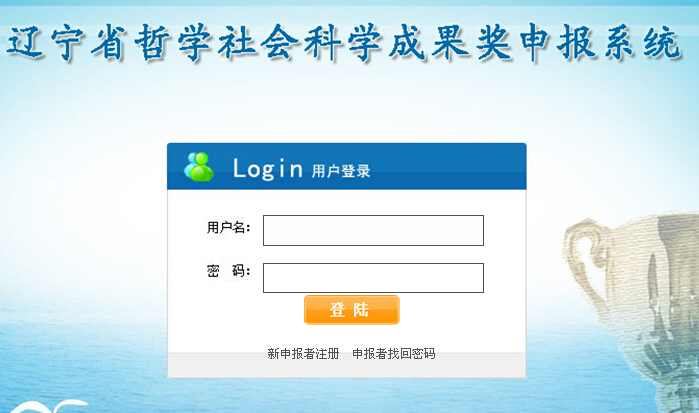 辽宁省哲学社会科学成果奖申报系统
Login 用户登录
用户名：
密 码：
登 陆
新申报者注册 申报者找回密码